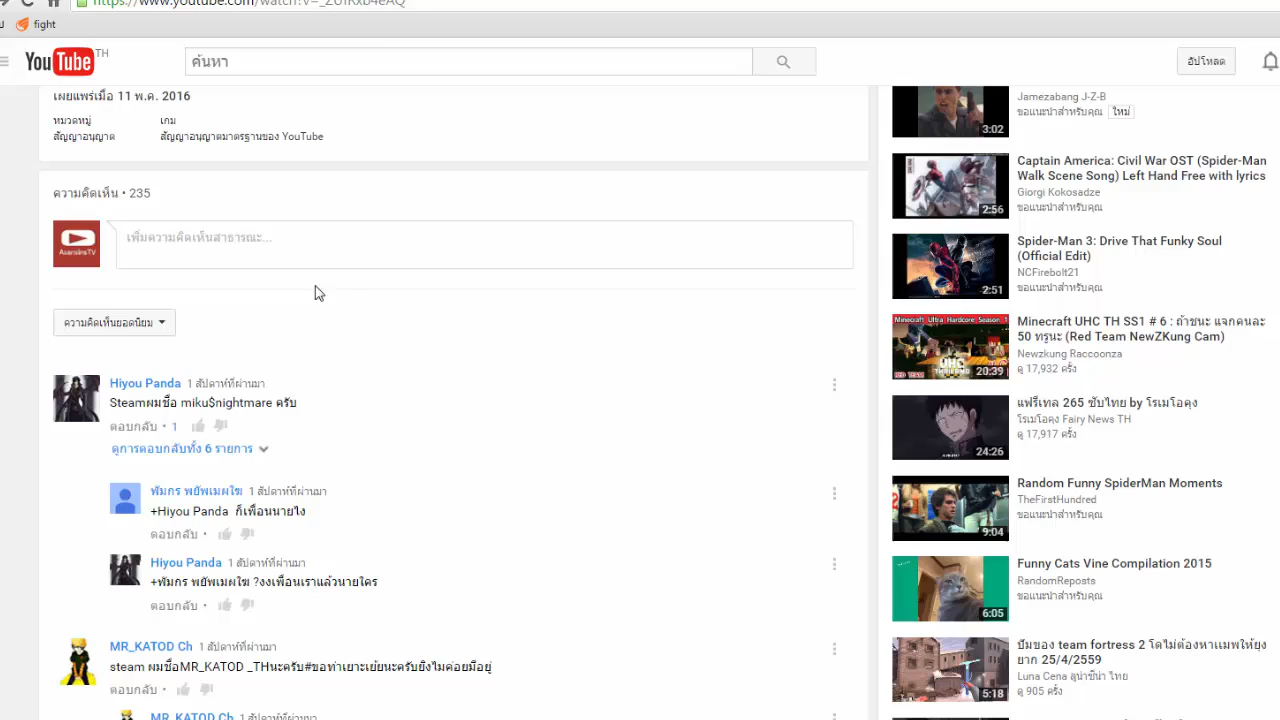 fight
YouTube TH
ค้นหา
อัปโหลด
เผยแพร่เมื่อ 11 พ.ค. 2016
หมวดหมู่ เกม
สัญญาอนุญาต สัญญาอนุญาตมาตรฐานของ YouTube
ความคิดเห็น • 235
เพิ่มความคิดเห็นสาธารณะ...
ความคิดเห็นยอดนิยม
Hiyou Panda 1 สัปดาห์ที่ผ่านมา
Steamผมชื่อ miku$nightmare ครับ
ตอบกลับ • 1
ดูการตอบกลับทั้ง 6 รายการ
1 สัปดาห์ที่ผ่านมา
+Hiyou Panda ก็เพื่อนนายไง
ตอบกลับ •
Hiyou Panda 1 สัปดาห์ที่ผ่านมา
?งงเพื่อนเราแล้วนายใคร
ตอบกลับ •
MR_KATOD Ch 1 สัปดาห์ที่ผ่านมา
steam ผมชื่อMR_KATOD _THนะครับ#ขอท่าเยาะเย้ยนะครับยังไม่ค่อยมีอยู่
ตอบกลับ •
MR_KATOD Ch 1 สัปดาห์ที่ผ่านมา
Jamezabang J-Z-B
ขอแนะนำสำหรับคุณ ใหม่
3:02
Captain America: Civil War OST (Spider-Man
Walk Scene Song) Left Hand Free with lyrics
Giorgi Kokosadze
ขอแนะนำสำหรับคุณ
2:56
Spider-Man 3: Drive That Funky Soul
(Official Edit)
NCFirebolt21
ขอแนะนำสำหรับคุณ
2:51
Minecraft Ultra Hardcore Season 1
Minecraft UHC TH SS1 # 6 : ถ้าชนะ แจกคนละ
50 ทรูนะ (Red Team NewZKung Cam)
Newzkung Raccoonza
ดู 17,932 ครั้ง
20:39
แฟรี่เทล 265 ซับไทย by โรเมโอคุง
โรเมโอคุง Fairy News TH
ดู 17,917 ครั้ง
24:26
Random Funny SpiderMan Moments
TheFirstHundred
ขอแนะนำสำหรับคุณ
9:04
Funny Cats Vine Compilation 2015
RandomReposts
ขอแนะนำสำหรับคุณ
6:05
ปั๊มของ team fortress 2 โดไม่ต้องหาแมพให้ยุ่ง
ยาก 25/4/2559
Luna Cena ลูน่าซีน่า ไทย
ดู 905 ครั้ง
5:18